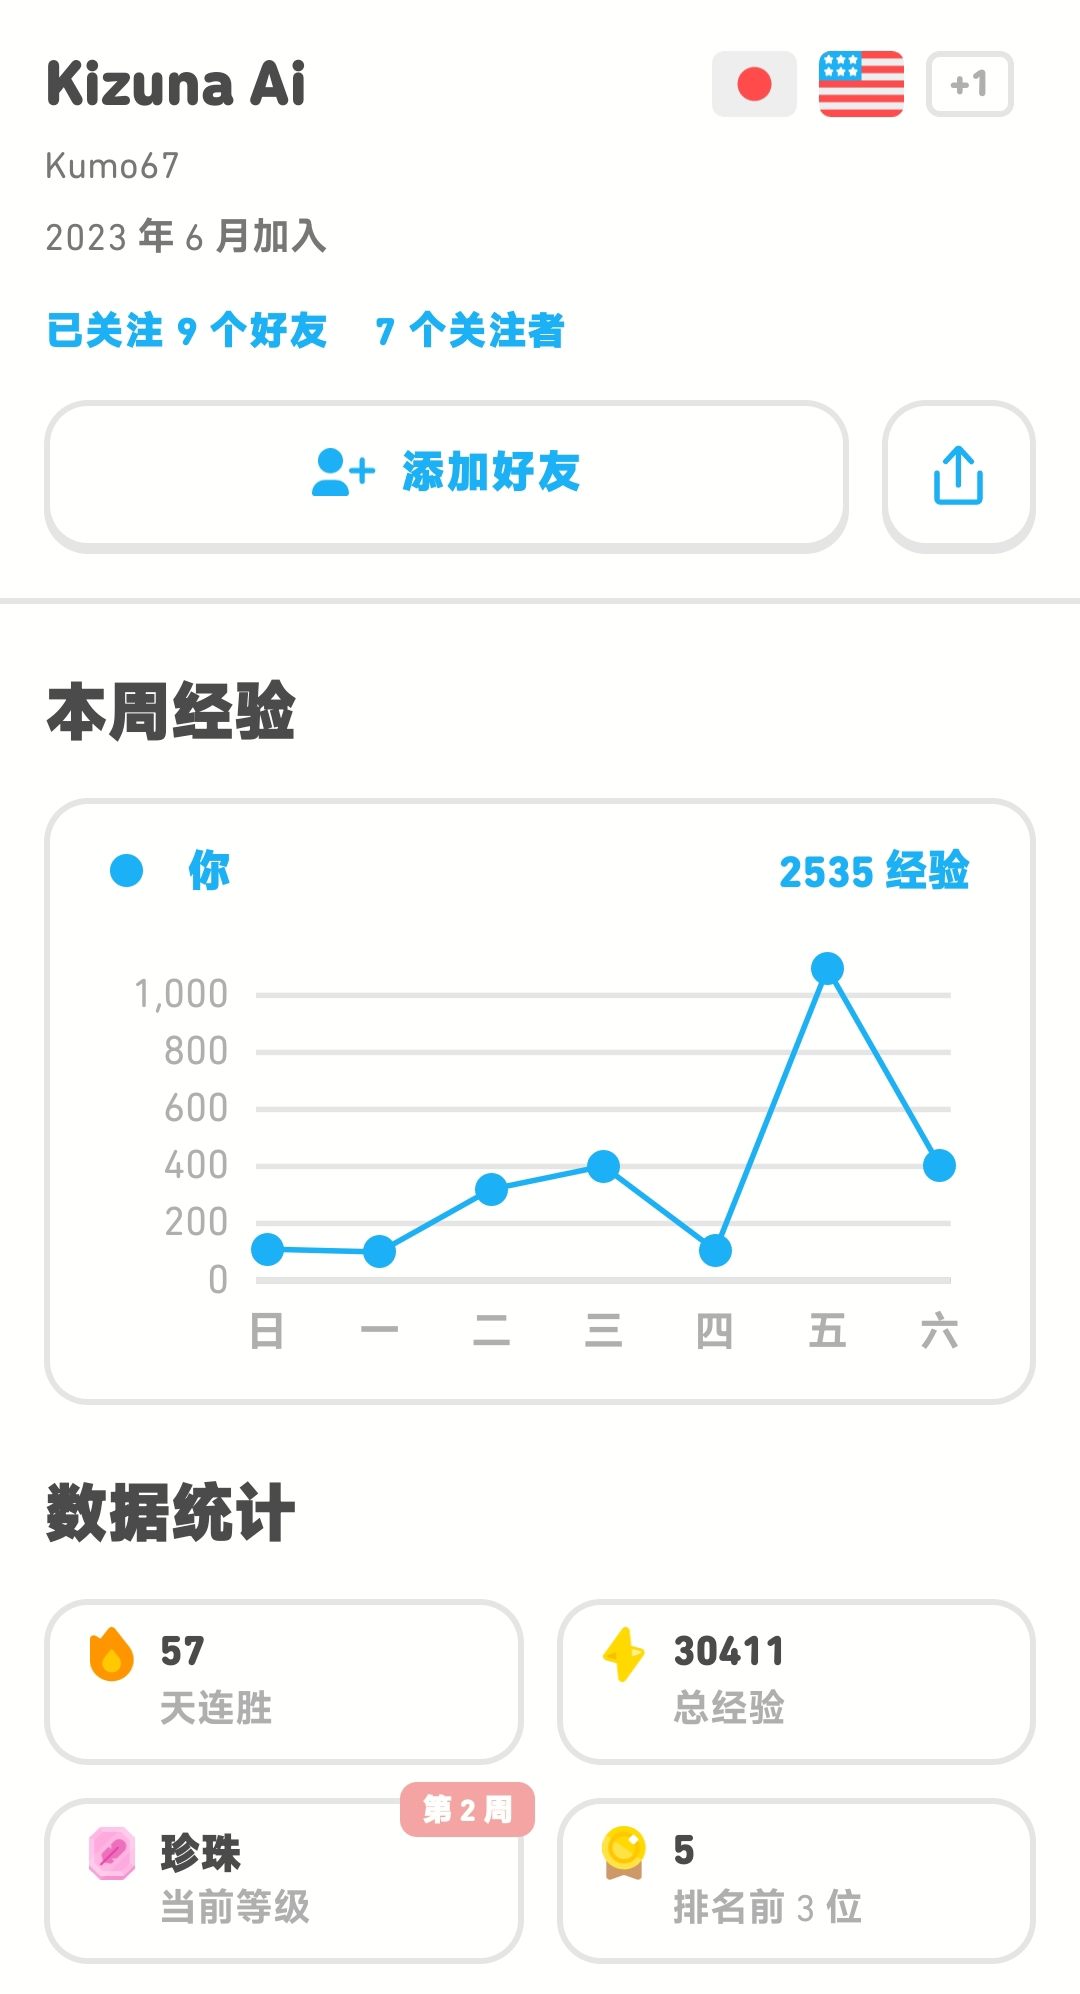 Kizuna Ai
+1
Kumo67
2023 年 6 月加入
已关注 9 个好友 7 个关注者
添加好友
本周经验
你 2535 经验
1,000
800
600
400
200
0
日 一 二 三 四 五 六
数据统计
57
天连胜
30411
总经验
第 2 周
珍珠
当前等级
5
排名前 3 位